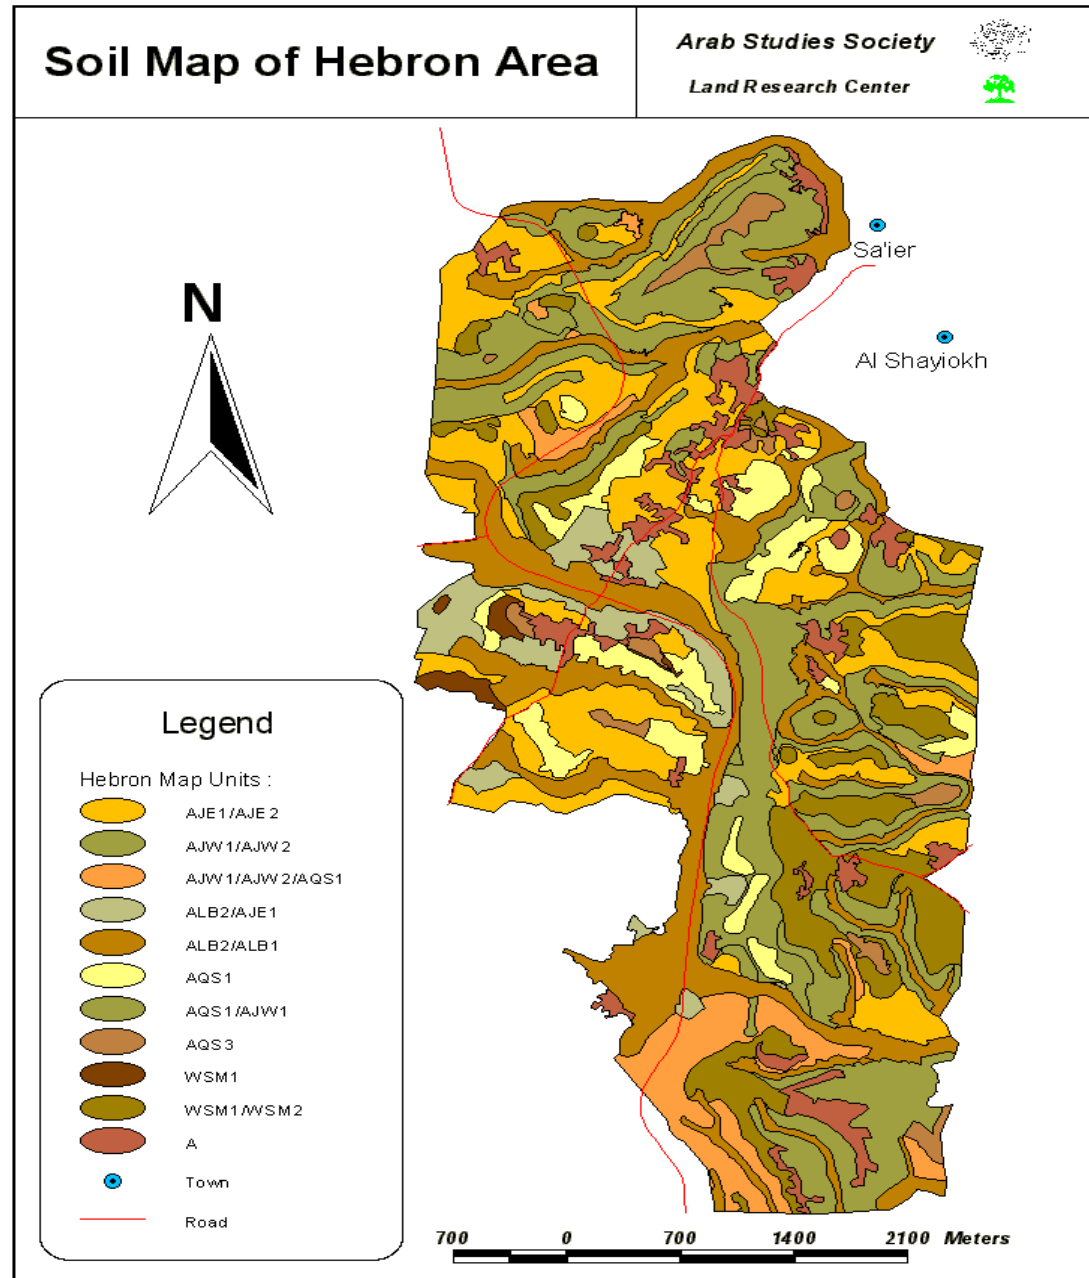 Soil Map of Hebron Area
Arab Studies Society
Land Research Center
Sa'ier
N
Al Shayiokh
Legend
Hebron Map Units :
AJE1/AJE2
AJW1/AJW2
AJW1/AJW2/AQS1
ALB2/AJE1
ALB2/ALB1
AQS1
AQS1/AJW1
AQS3
WSM1
WSM1/WSM2
A
Town
Road
700 0 700 1400 2100 Meters